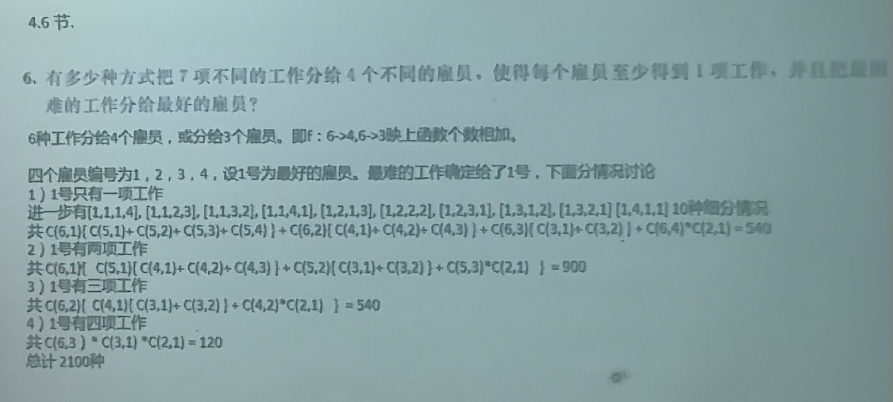 4.6 节.
6、有多少种方式把 7 项不同的工作分给 4 个不同的雇员，使得每个雇员至少得到 1 项工作，并且把最困
难的工作分给最好的雇员？
6种工作分给4个雇员，或分给3个雇员。即f：6->4,6->3映上函数个数相加。
四个雇员编号为1，2，3，4，设1号为最好的雇员。最难的工作确定给了1号，下面分情况讨论
1）1号只有一项工作
进一步有[1,1,1,4], [1,1,2,3], [1,1,3,2], [1,1,4,1], [1,2,1,3], [1,2,2,2], [1,2,3,1], [1,3,1,2], [1,3,2,1] [1,4,1,1] 10种细分情况
共 C(6,1){ C(5,1)+ C(5,2)+ C(5,3)+ C(5,4) } + C(6,2){ C(4,1)+ C(4,2)+ C(4,3) } + C(6,3){ C(3,1)+ C(3,2) } + C(6,4)*C(2,1) = 540
2）1号有两项工作
共 C(6,1){ C(5,1){ C(4,1)+ C(4,2)+ C(4,3) } + C(5,2){ C(3,1)+ C(3,2) } + C(5,3)*C(2,1) } = 900
3）1号有三项工作
共 C(6,2){ C(4,1){ C(3,1)+ C(3,2) } + C(4,2)*C(2,1) } = 540
4）1号有四项工作
共 C(6,3 ) * C(3,1) *C(2,1) = 120
总计 2100种